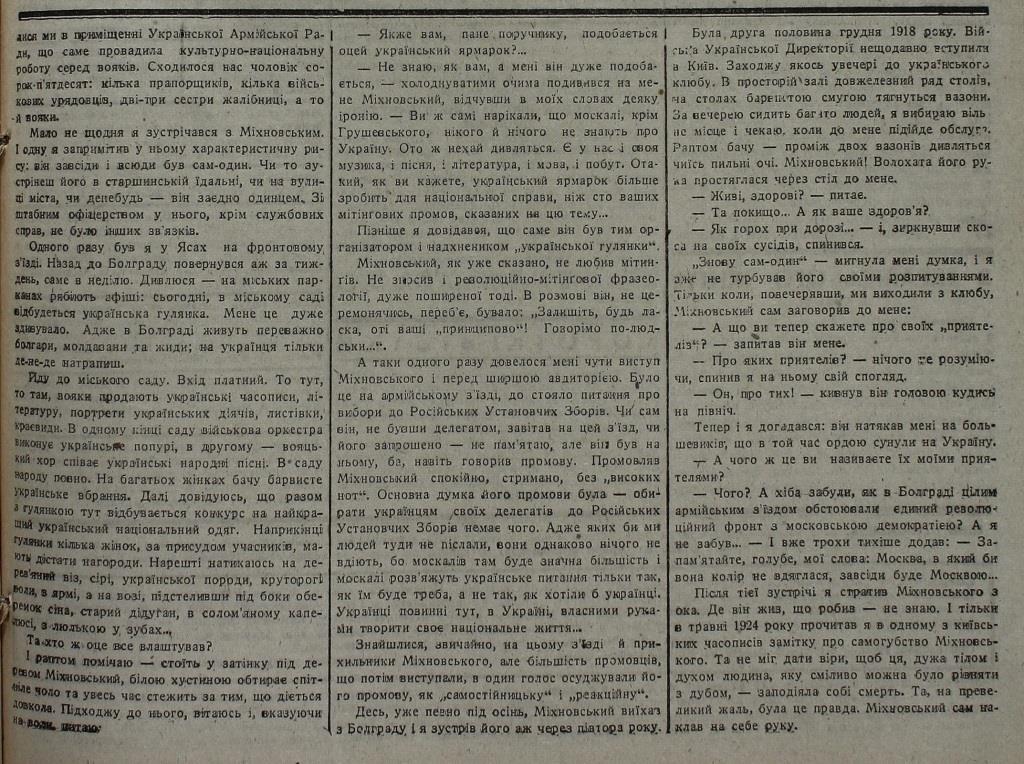 лися ми в приміщенні Української Армійської Ра-
ди, що саме провадила культурно-національну
роботу серед вояків. Сходилося нас чоловік со-
рок-п'ятдесят: кілька прапорщиків, кілька війсь-
кових урядовців, дві-три сестри жалібниці, а то
й вояки.
Мало не щодня я зустрічався з Міхновським.
І одну я запримітив у ньому характеристичну ри-
су: він завсіди і всюди був сам-один. Чи то зу-
стрінеш його в старшинській їдальні, чи на вули-
ці міста, чи денебудь — він заєдно одинцем. Зі
штабним офіцерством у нього, крім службових
справ, не було інших зв'язків.
Одного разу був я у Ясах на фронтовому
з'їзді. Назад до Болграду повернувся аж за тиж-
день, саме в неділю. Дивлюся — на міських пар-
канах рябіють афіші: сьогодні, в міському саді
відбудеться українська гулянка. Мене це дуже
здивувало. Адже в Болграді живуть переважно
болгари, молдавани та жиди; на українця тільки
де-не-де натрапиш.
Йду до міського саду. Вхід платний. То тут,
то там, вояки продають українські часописи, лі-
тературу, портрети українських діячів, листівки,
краєвиди. В одному кінці саду військова оркестра
виконує українське попурі, в другому — вояць-
кий хор співає українські народні пісні. В саду
народу повно. На багатьох жінках бачу барвисте
українське вбрання. Далі довідуюсь, що разом
з гулянкою тут відбувається конкурс на найкра-
щий український національний одяг. Наприкінці
гулянки кілька жінок, за присудом учасників, ма-
ють дістати нагороди. Нарешті натикаюсь на де-
рев'яний віз, сірі, української породи, круторогі
воли, в ярмі, а на возі, підстеливши під боки обе-
ремок сіна, старий дідуган, в солом'яному капе-
люсі, з люлькою у зубах...
Та хто ж оце все влаштував?
І раптом помічаю — стоїть у затінку під де-
ревом Міхновський, білою хустиною обтирає спіт-
ніле чоло та увесь час стежить за тим, що діється
довкола. Підходжу до нього, вітаюсь і, вказуючи
на воли, питаю:
— Якже вам, пане поручнику, подобається
оцей український ярмарок?...
— Не знаю, як вам, а мені він дуже подоба-
ється, — холоднуватими очима подивився на ме-
не Міхновський, відчувши в моїх словах деяку
іронію. — Ви ж самі нарікали, що москалі, крім
Грушевського, нікого й нічого не знають про
Україну. Ото ж нехай дивляться. Є у нас і своя
музика, і пісня, і література, і мова, і побут. Ота-
кий, як ви кажете, український ярмарок більше
зробить для національної справи, ніж сто ваших
мітінгових промов, сказаних на цю тему...
Пізніше я довідався, що саме він був тим ор-
ганізатором і надхнеником „української гулянки“.
Міхновський, як уже сказано, не любив мітин-
гів. Не зносив і революційно-мітінгової фразео-
логії, дуже поширеної тоді. В розмові він, не це-
ремонячись, переб'є, бувало: „Залишіть, будь ла-
ска, оті ваші „принципово“! Говорімо по-люд-
ськи...“.
А таки одного разу довелося мені чути виступ
Міхновського і перед ширшою авдиторією. Було
це на армійському з'їзді, до стояло питання про
вибори до Російських Установчих Зборів. Чи сам
він, не бувши делегатом, завітав на цей з'їзд, чи
його запрошено — не пам'ятаю, але він був на
ньому, ба, навіть говорив промову. Промовляв
Міхновський спокійно, стримано, без „високих
нот“. Основна думка його промови була — оби-
рати українцям своїх делегатів до Російських
Установчих Зборів немає чого. Адже яких би ми
людей туди не післали, вони однаково нічого не
вдіють, бо москалів там буде значна більшість і
москалі розв'яжуть українське питання тільки так,
як їм буде треба, а не так, як хотіли б українці.
Українці повинні тут, в Україні, власними рука-
ми творити своє національне життя...
Знайшлися, звичайно, на цьому з'їзді й при-
хильники Міхновського, але більшість промовців,
що потім виступали, в один голос осуджували йо-
го промову, як „самостійницьку“ і „реакційну“.
Десь, уже певно під осінь, Міхновський виїхав
з Болграду і я зустрів його аж через півтора року.
Була друга половина грудня 1918 року. Вій-
ська Української Директорії нещодавно вступили
в Київ. Заходжу якось увечері до українського
клюбу. В просторій залі довжелезний ряд столів,
на столах барвистою смугою тягнуться вазони.
За вечерею сидить багато людей, я вибираю віль
не місце і чекаю, коли до мене підійде обслуга.
Раптом бачу — проміж двох вазонів дивляться
чиїсь пильні очі. Міхновський! Волохата його ру-
ка простяглася через стіл до мене.
— Живі, здорові? — питає.
— Та покищо... А як ваше здоров'я?
— Як горох при дорозі... — і, зиркнувши ско-
са на своїх сусідів, спинився.
„Знову сам-один“ — мигнула мені думка, і я
вже не турбував його своїми розпитуваннями.
Тільки коли, повечерявши, ми виходили з клюбу,
Міхновський сам заговорив до мене:
— А що ви тепер скажете про своїх „прияте-
лів“? — запитав він мене.
— Про яких приятелів? — нічого не розумію-
чи, спинив я на ньому свій спогляд.
— Он, про тих! — кивнув він головою кудись
на північ.
Тепер і я догадався: він натякав мені на боль-
шевиків, що в той час ордою сунули на Україну.
— А чого ж це ви називаєте їх моїми прия-
телями?
— Чого? А хіба забули, як в Болграді цілим
армійським з'їздом обстоювали єдиний револю-
ційний фронт з московською демократією? А я
не забув... — І вже трохи тихіше додав: — За-
пам'ятайте, голубе, мої слова: Москва, в який би
вона колір не вдяглася, завсіди буде Москвою...
Після тієї зустрічі я стратив Міхновського з
ока. Де він жив, що робив — не знаю. І тільки
в травні 1924 року прочитав я в одному з київсь-
ких часописів замітку про самогубство Міхновсь-
кого. Та не міг дати віри, щоб ця, дужа тілом і
духом людина, яку сміливо можна було рівняти
з дубом, — заподіяла собі смерть. Та, на преве-
ликий жаль, була це правда. Міхновський сам на-
клав на себе руку.